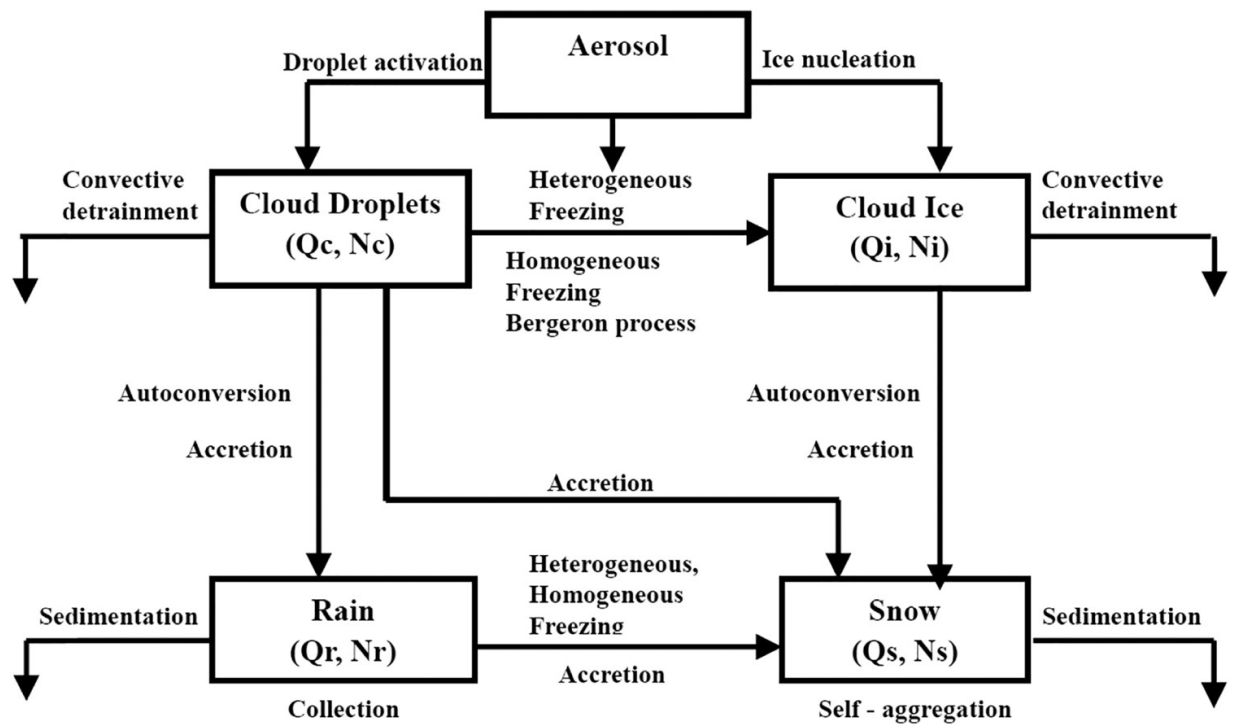 Aerosol
Droplet activation
Ice nucleation
Convective
detrainment
Cloud Droplets
(Qc, Nc)
Heterogeneous
Freezing
Homogeneous
Freezing
Bergeron process
Cloud Ice
(Qi, Ni)
Convective
detrainment
Autoconversion
Accretion
Accretion
Autoconversion
Accretion
Sedimentation
Rain
(Qr, Nr)
Collection
Heterogeneous,
Homogeneous
Freezing
Accretion
Snow
(Qs, Ns)
Self - aggregation
Sedimentation